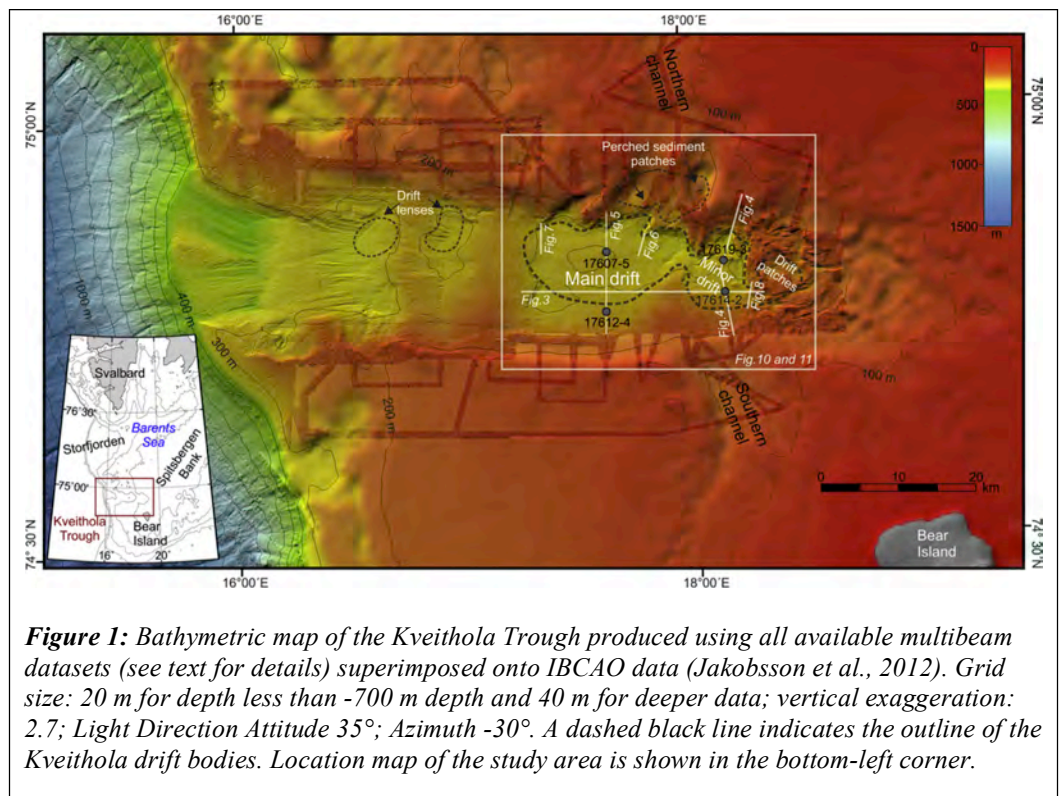 16°00´E
18°00´E
75°00´N
75°00´N
Northern
channel
100 m
0
500
1000
1500
m
200 m
Perched sediment
patches
Drift
lenses
Fig.7
Fig.5
Fig.6
Fig.4
17607-5
17619-3
Main drift
Minor
drift
Drift
patches
Fig.3
17612-4
17614-2
Fig.4
Fig.8
Fig.10 and 11
1000 m
400 m
300 m
200 m
100 m
Southern
channel
0 10 20
km
Svalbard
76°30'
Barents
Sea
Storfjorden
Spitsbergen
Bank
75°00'
Kveithola
Trough
Bear
Island
16°
20°
Bear
Island
74°30´N
74°30´N
16°00´E
18°00´E
Figure 1: Bathymetric map of the Kveithola Trough produced using all available multibeam
datasets (see text for details) superimposed onto IBCAO data (Jakobsson et al., 2012). Grid
size: 20 m for depth less than -700 m depth and 40 m for deeper data; vertical exaggeration:
2.7; Light Direction Attitude 35°; Azimuth -30°. A dashed black line indicates the outline of the
Kveithola drift bodies. Location map of the study area is shown in the bottom-left corner.